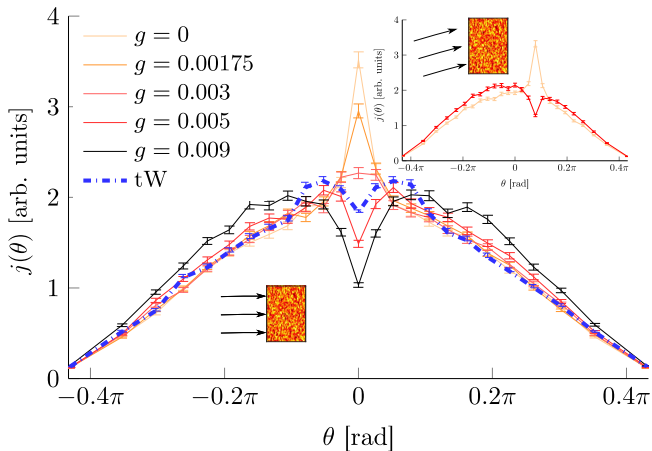 4
3
2
1
0
j(θ) [arb. units]
g = 0
g = 0.00175
g = 0.003
g = 0.005
g = 0.009
tW
−0.4π
−0.2π
0
0.2π
0.4π
θ [rad]
4
3
2
1
0
j(θ) [arb. units]
−0.4π
−0.2π
0
0.2π
0.4π
θ [rad]